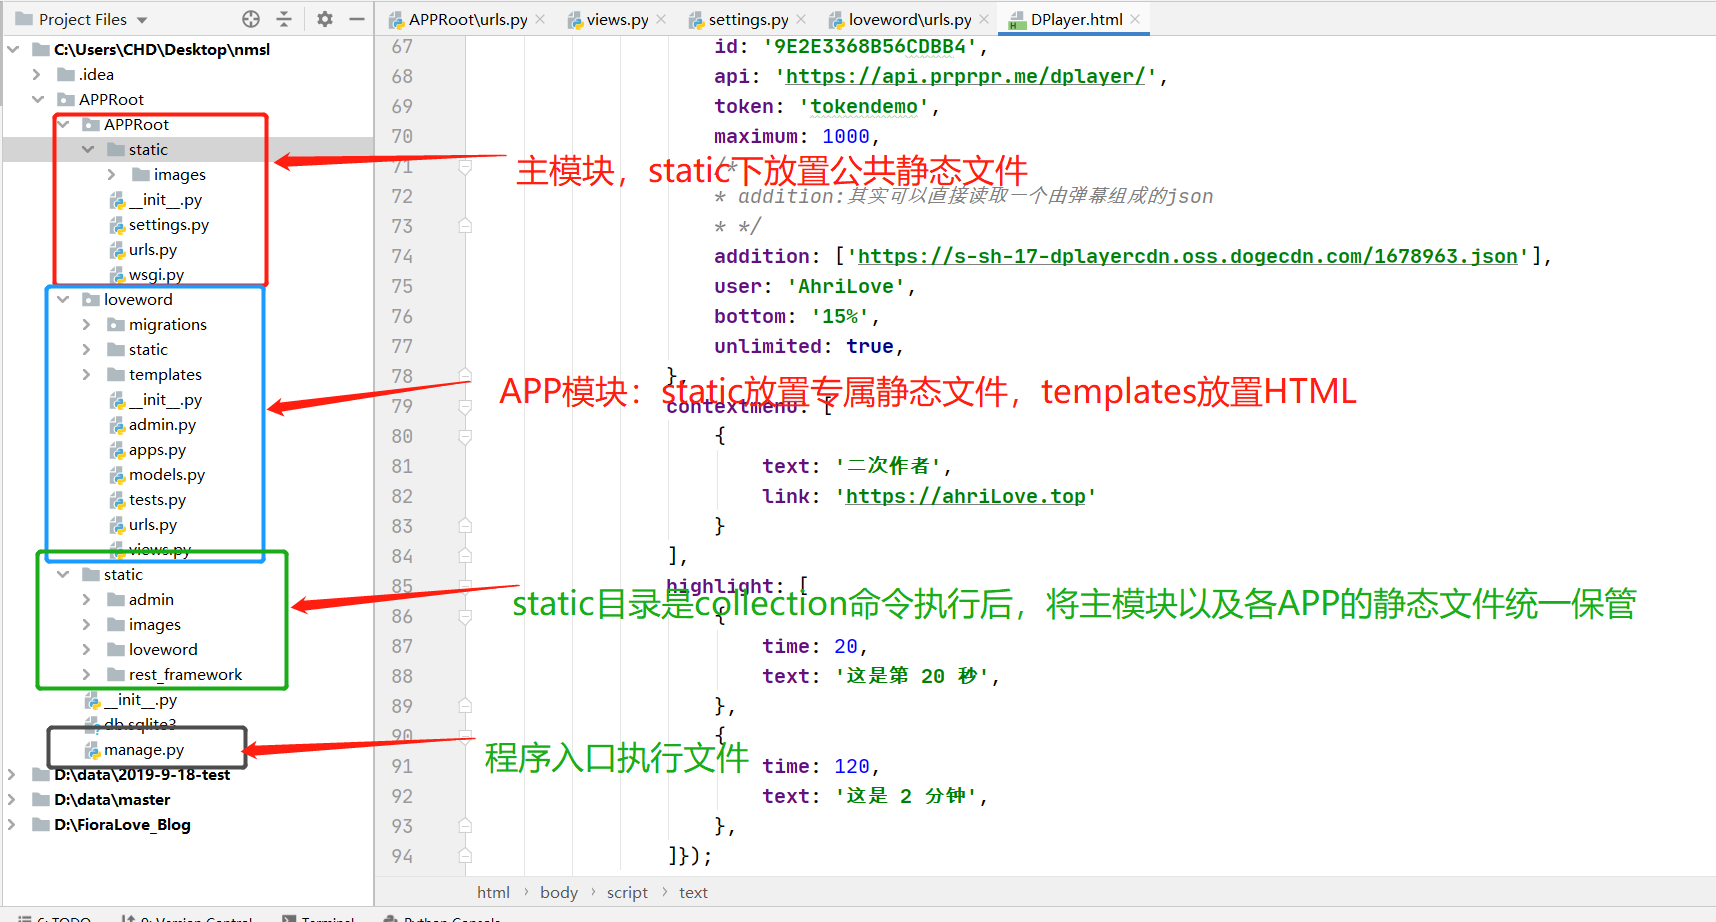 Project Files
APPRoot\urls.py
views.py
settings.py
loveword\urls.py
DPlayer.html
C:\Users\CHD\Desktop\nmsl
.idea
APPRoot
APPRoot
static
images
__init__.py
settings.py
urls.py
wsgi.py
loveword
migrations
static
templates
__init__.py
admin.py
apps.py
models.py
tests.py
urls.py
views.py
static
admin
images
loveword
rest_framework
__init__.py
db.sqlite3
manage.py
D:\data\2019-9-18-test
D:\data\master
D:\FioraLove_Blog
67 id: '9E2E3368B56CDBB4',
68 api: 'https://api.prprpr.me/dplayer/',
69 token: 'tokendemo',
70 maximum: 1000,
71 /*
主模块，static下放置公共静态文件
72 * addition:其实可以直接读取一个由弹幕组成的json
73 * */
74 addition: ['https://s-sh-17-dplayercdn.oss.dogecdn.com/1678963.json'],
75 user: 'AhriLove',
76 bottom: '15%',
77 unlimited: true,
78 },
APP模块：static放置专属静态文件，templates放置HTML
79 contextmenu: [
80 {
81 text: '二次作者',
82 link: 'https://ahriLove.top'
83 }
84 ],
85 highlight: [
static目录是collection命令执行后，将主模块以及各APP的静态文件统一保管
86 {
87 time: 20,
88 text: '这是第 20 秒',
89 },
90 {
程序入口执行文件
91 time: 120,
92 text: '这是 2 分钟',
93 },
94 ]});
html › body › script › text
6: TODO
9: Version Control
Terminal
Python Console